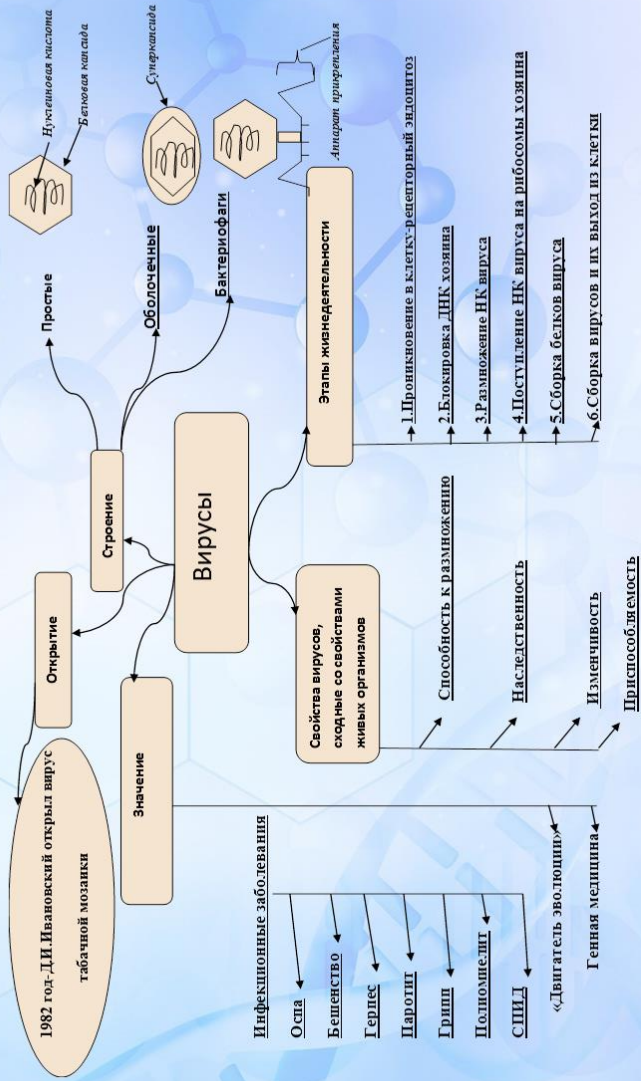 1982 год-Д.И.Ивановский открыл вирус
табачной мозаики
Открытие
Строение
Простые
Оболочечные
Бактериофаги
Нуклеиновая кислота
Белковая капсида
Суперкапсида
Аппарат прикрепления
Вирусы
Значение
Инфекционные заболевания
Оспа
Бешенство
Гернес
Паротит
Грипп
Полиомиелит
СПИД
«Двигатель эволюции»
Генная медицина
Свойства вирусов,
сходные со свойствами
живых организмов
Способность к размножению
Наследственность
Изменчивость
Приспособляемость
Этапы жизнедеятельности
1.Проникновение в клетку-рецепторный эндоцитоз
2.Блокировка ДНК хозяина
3.Размножение НК вируса
4.Поступление НК вируса на рибосомы хозяина
5.Сборка белков вируса
6.Сборка вирусов и их выход из клетки